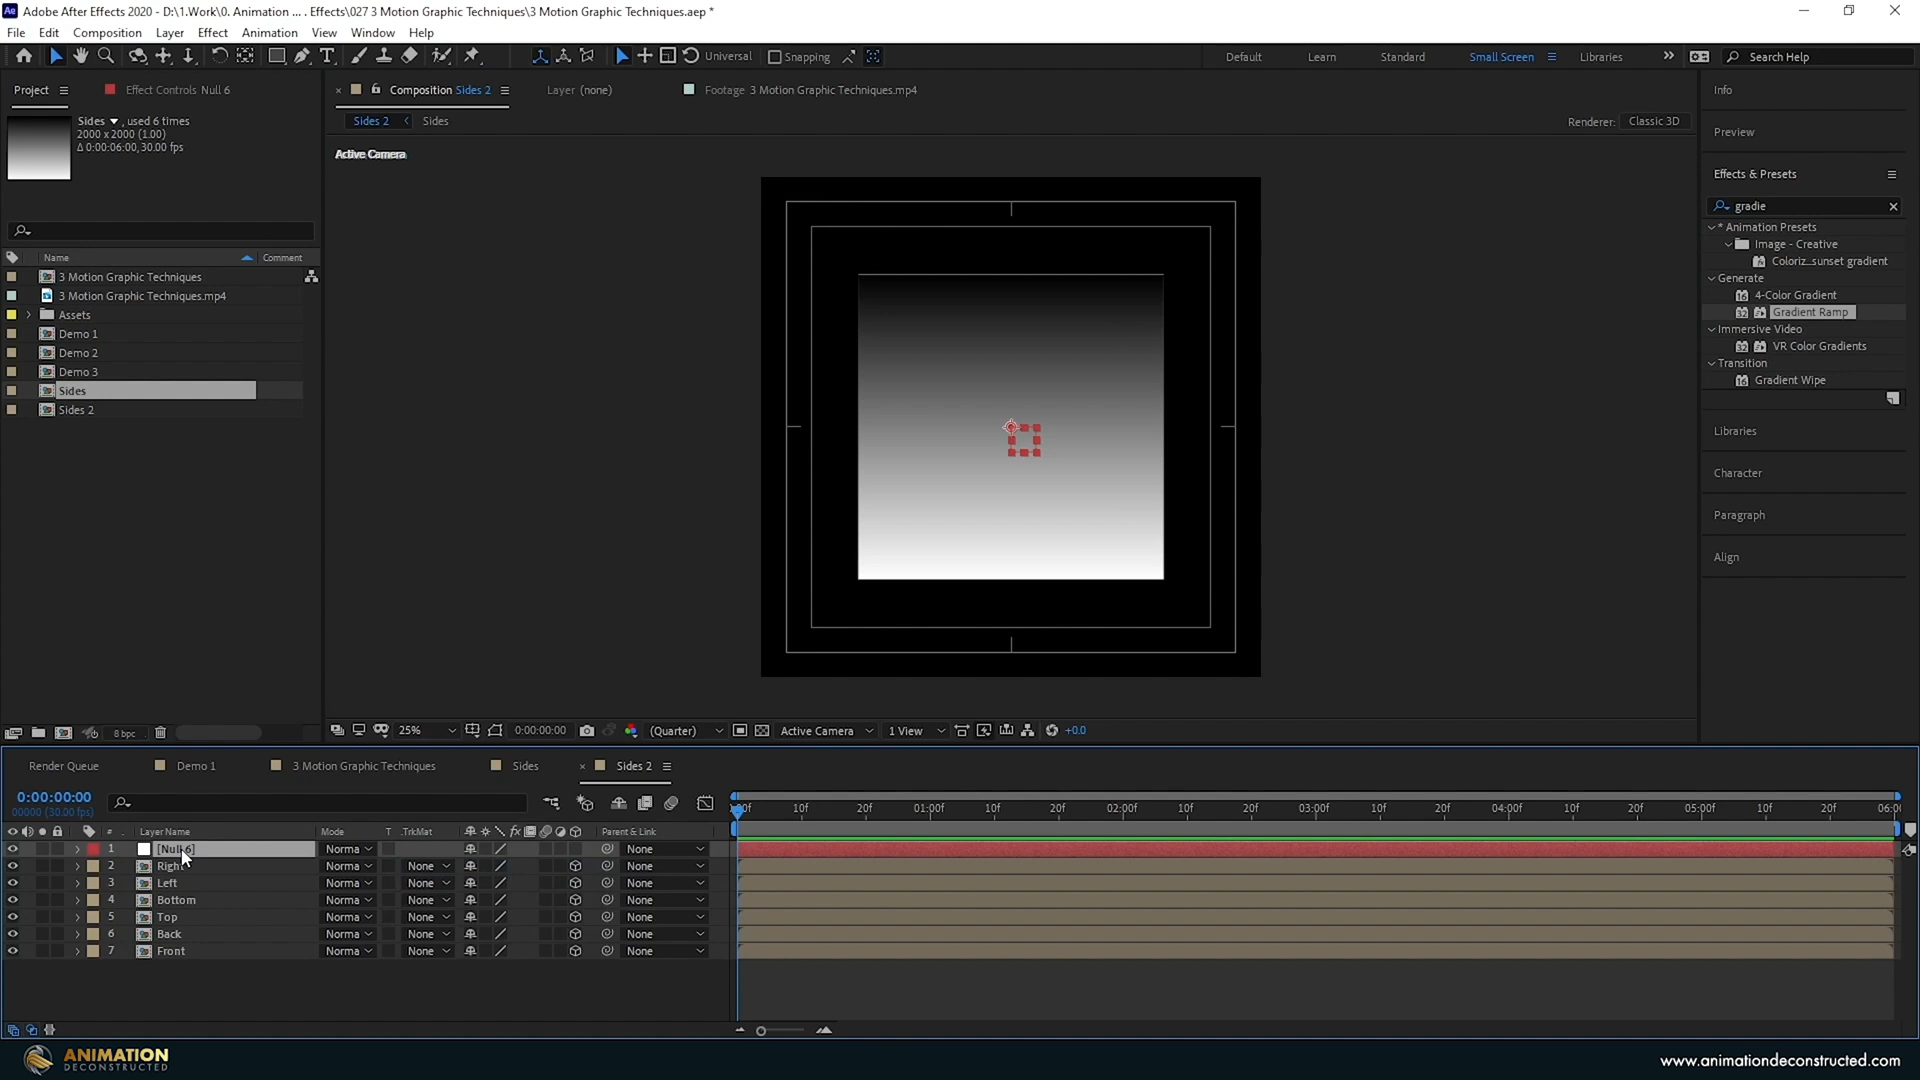 Adobe After Effects 2020 - D:\1.Work\0. Animation ... . Effects\027 3 Motion Graphic Techniques\3 Motion Graphic Techniques.aep *
File Edit Composition Layer Effect Animation View Window Help
Universal Snapping Default Learn Standard Small Screen Libraries Search Help
Project Effect Controls Null 6 Composition Sides 2 Layer (none) Footage 3 Motion Graphic Techniques.mp4 Info
Sides , used 6 times
2000 x 2000 (1.00)
Δ 0:00:06:00, 30.00 fps
Sides 2 Sides Renderer: Classic 3D
Preview
Active Camera
Effects & Presets
gradie
* Animation Presets
Image - Creative
Coloriz_sunset gradient
Generate
4-Color Gradient
Gradient Ramp
Immersive Video
VR Color Gradients
Transition
Gradient Wipe
Libraries
Character
Paragraph
Align
Name Comment
3 Motion Graphic Techniques
3 Motion Graphic Techniques.mp4
Assets
Demo 1
Demo 2
Demo 3
Sides
Sides 2
8 bpc 25% 0:00:00:00 (Quarter) Active Camera 1 View +0.0
Render Queue Demo 1 3 Motion Graphic Techniques Sides Sides 2
0:00:00:00
00000 (30.00 fps)
10f 20f 01:00f 10f 20f 02:00f 10f 20f 03:00f 10f 20f 04:00f 10f 20f 05:00f 10f 20f 06:00
# Layer Name Mode T .TrkMat Parent & Link
1 [Null 6] Norma None
2 Right Norma None None
3 Left Norma None None
4 Bottom Norma None None
5 Top Norma None None
6 Back Norma None None
7 Front Norma None None
ANIMATION
DECONSTRUCTED
www.animationdeconstructed.com